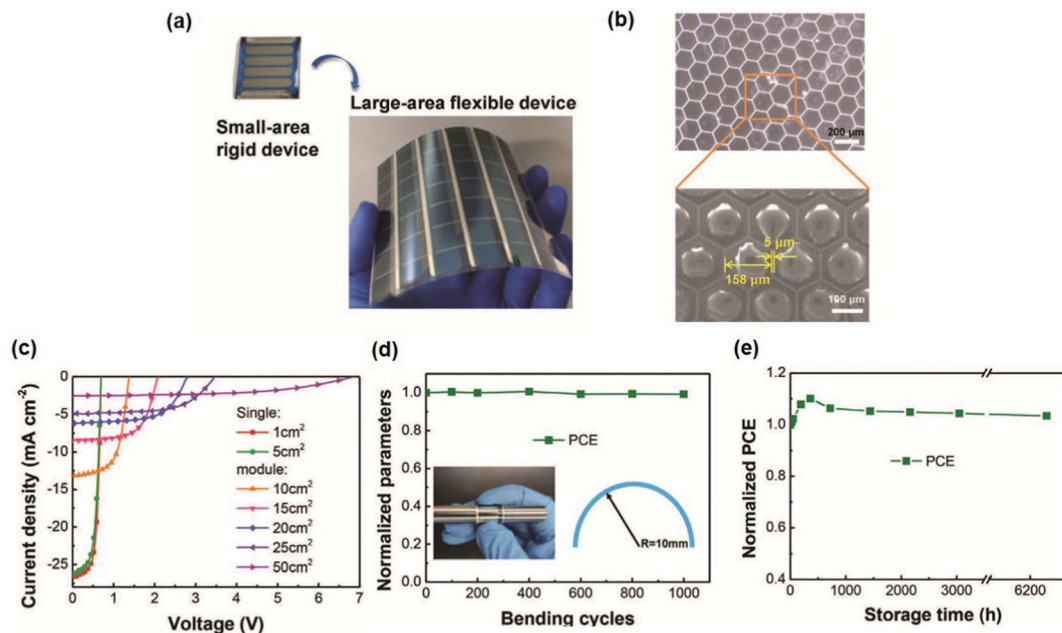 (a)
Small-area
rigid device
Large-area flexible device
(b)
200 μm
5 μm
158 μm
100 μm
(c)
Current density (mA cm⁻²)
0
-5
-10
-15
-20
-25
0 1 2 3 4 5 6 7
Voltage (V)
Single:
1cm²
5cm²
module:
10cm²
15cm²
20cm²
25cm²
50cm²
(d)
Normalized parameters
1.0
0.8
0.6
0.4
0.2
0.0
PCE
R=10mm
0 200 400 600 800 1000
Bending cycles
(e)
Normalized PCE
1.2
1.0
0.8
0.6
0.4
PCE
0 1000 2000 3000 6200
Storage time (h)